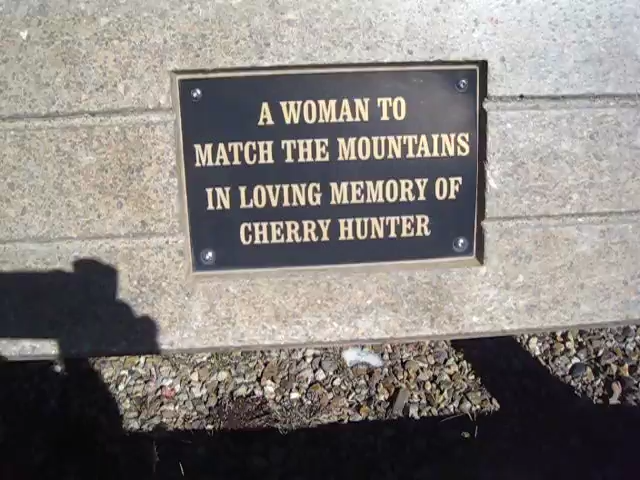 A WOMAN TO
MATCH THE MOUNTAINS
IN LOVING MEMORY OF
CHERRY HUNTER